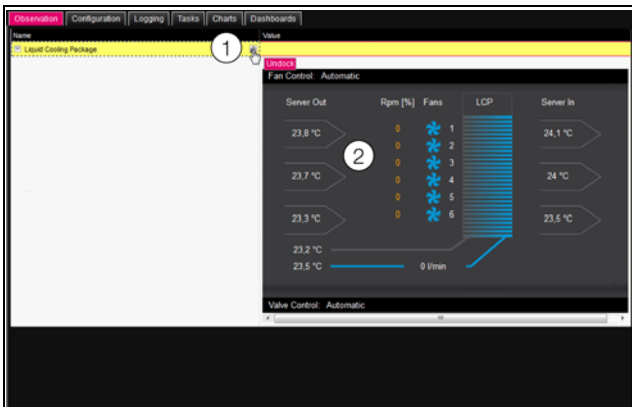 Observation Configuration Logging Tasks Charts Dashboards
Name Value
Liquid Cooling Package
1
Undock
Fan Control: Automatic
Server Out Rpm [%] Fans LCP Server In
23,8 °C 0 1 24,1 °C
2
0 2
0 3
23,7 °C 0 4 24 °C
0 5
23,3 °C 0 6 23,5 °C
23,2 °C
23,5 °C 0 l/min
Valve Control: Automatic